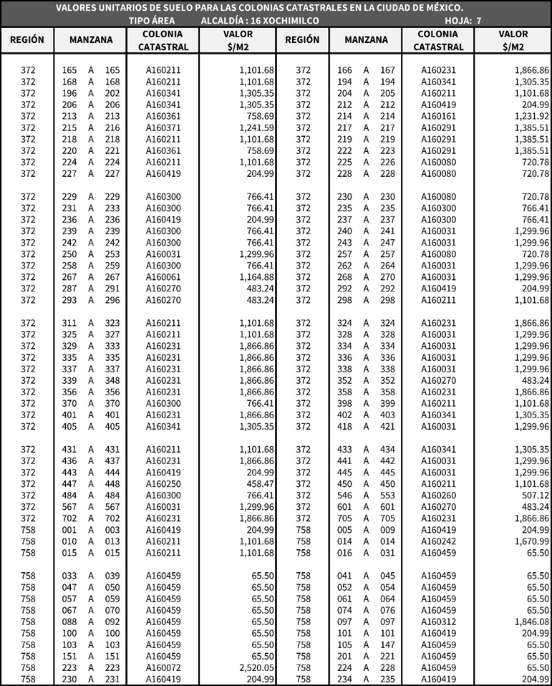 VALORES UNITARIOS DE SUELO PARA LAS COLONIAS CATASTRALES EN LA CIUDAD DE MÉXICO.
TIPO ÁREA ALCALDÍA : 16 XOCHIMILCO HOJA: 7
REGIÓN MANZANA COLONIA CATASTRAL VALOR $/M2 REGIÓN MANZANA COLONIA CATASTRAL VALOR $/M2
372 165 A 165 A160211 1,101.68 372 166 A 167 A160231 1,866.86
372 168 A 168 A160211 1,101.68 372 194 A 194 A160341 1,305.35
372 196 A 202 A160341 1,305.35 372 204 A 205 A160211 1,101.68
372 206 A 206 A160341 1,305.35 372 212 A 212 A160419 204.99
372 213 A 213 A160361 758.69 372 214 A 214 A160161 1,231.92
372 215 A 216 A160371 1,241.59 372 217 A 217 A160291 1,385.51
372 218 A 218 A160211 1,101.68 372 219 A 219 A160291 1,385.51
372 220 A 221 A160361 758.69 372 222 A 223 A160291 1,385.51
372 224 A 224 A160211 1,101.68 372 225 A 226 A160080 720.78
372 227 A 227 A160419 204.99 372 228 A 228 A160080 720.78
372 229 A 229 A160300 766.41 372 230 A 230 A160080 720.78
372 231 A 233 A160300 766.41 372 235 A 235 A160300 766.41
372 236 A 236 A160419 204.99 372 237 A 237 A160300 766.41
372 239 A 239 A160300 766.41 372 240 A 241 A160031 1,299.96
372 242 A 242 A160300 766.41 372 243 A 247 A160031 1,299.96
372 250 A 253 A160031 1,299.96 372 257 A 257 A160080 720.78
372 258 A 259 A160300 766.41 372 262 A 264 A160031 1,299.96
372 267 A 267 A160061 1,164.88 372 268 A 270 A160031 1,299.96
372 287 A 291 A160270 483.24 372 292 A 292 A160419 204.99
372 293 A 296 A160270 483.24 372 298 A 298 A160211 1,101.68
372 311 A 323 A160211 1,101.68 372 324 A 324 A160231 1,866.86
372 325 A 327 A160211 1,101.68 372 328 A 328 A160031 1,299.96
372 329 A 333 A160231 1,866.86 372 334 A 334 A160031 1,299.96
372 335 A 335 A160231 1,866.86 372 336 A 336 A160031 1,299.96
372 337 A 337 A160231 1,866.86 372 338 A 338 A160031 1,299.96
372 339 A 348 A160231 1,866.86 372 352 A 352 A160270 483.24
372 356 A 356 A160231 1,866.86 372 358 A 358 A160231 1,866.86
372 370 A 370 A160300 766.41 372 398 A 399 A160211 1,101.68
372 401 A 401 A160231 1,866.86 372 402 A 403 A160341 1,305.35
372 405 A 405 A160341 1,305.35 372 418 A 421 A160031 1,299.96
372 431 A 431 A160211 1,101.68 372 433 A 434 A160341 1,305.35
372 436 A 437 A160231 1,866.86 372 441 A 442 A160031 1,299.96
372 443 A 444 A160419 204.99 372 445 A 445 A160031 1,299.96
372 447 A 448 A160250 458.47 372 450 A 450 A160211 1,101.68
372 484 A 484 A160300 766.41 372 546 A 553 A160260 507.12
372 567 A 567 A160031 1,299.96 372 601 A 601 A160270 483.24
372 702 A 702 A160231 1,866.86 372 705 A 705 A160231 1,866.86
758 001 A 003 A160419 204.99 758 005 A 009 A160419 204.99
758 010 A 013 A160211 1,101.68 758 014 A 014 A160242 1,670.99
758 015 A 015 A160211 1,101.68 758 016 A 031 A160459 65.50
758 033 A 039 A160459 65.50 758 041 A 045 A160459 65.50
758 047 A 050 A160459 65.50 758 052 A 054 A160459 65.50
758 057 A 059 A160459 65.50 758 061 A 064 A160459 65.50
758 067 A 070 A160459 65.50 758 074 A 076 A160459 65.50
758 088 A 092 A160459 65.50 758 097 A 097 A160312 1,846.08
758 100 A 100 A160459 65.50 758 101 A 101 A160419 204.99
758 103 A 103 A160459 65.50 758 105 A 147 A160459 65.50
758 151 A 151 A160459 65.50 758 201 A 221 A160459 65.50
758 223 A 223 A160072 2,520.05 758 224 A 228 A160459 65.50
758 230 A 231 A160419 204.99 758 234 A 235 A160419 204.99